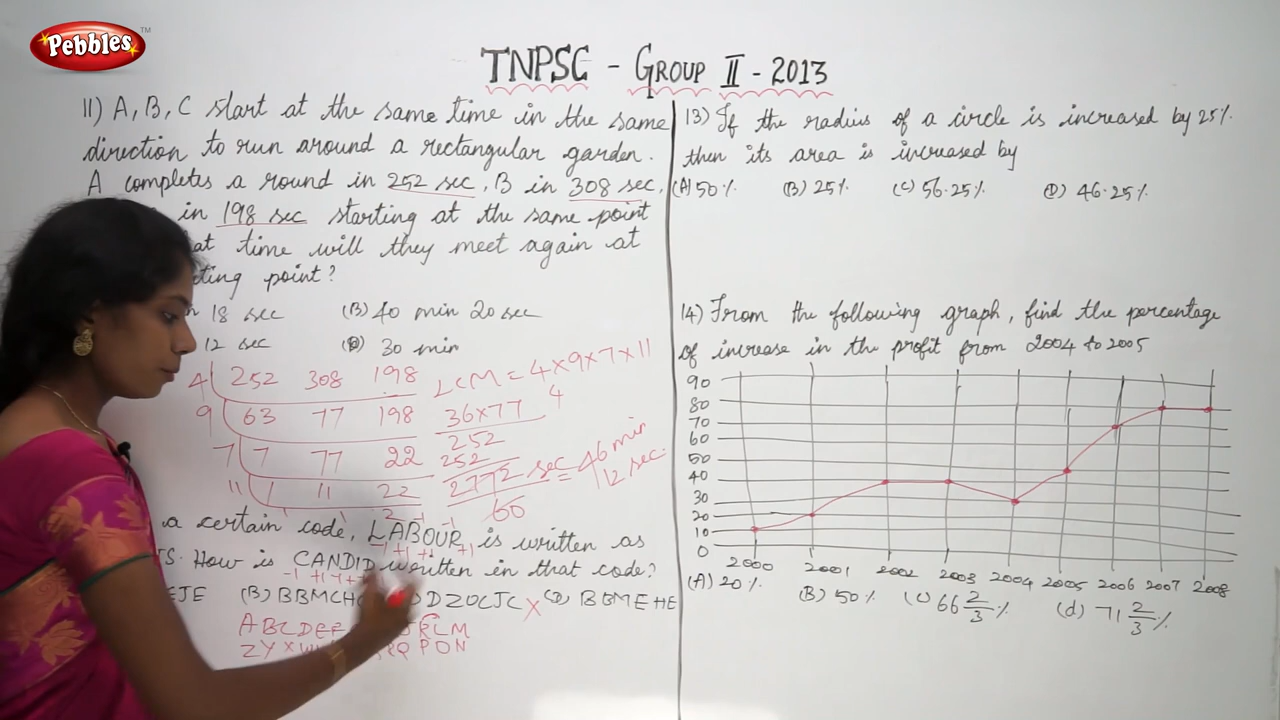 Pebbles
TM
TNPSC - GROUP II - 2013
11) A, B, C start at the same time in the same
direction to run around a rectangular garden.
A completes a round in 252 sec, B in 308 sec,
in 198 sec starting at the same point
time will they meet again at
point?
18 sec (B) 40 min 20 sec
12 sec (D) 30 min
4 252 308 198
9 63 77 198
7 7 77 22
11 1 11 22
LCM = 4×9×7×11
36×77
252
252
2772 sec = 46 min
60 12 sec.
a certain code, LABOUR is written as
How is CANDID written in that code?
EJE (B) BBMCHC DDZOCJC × (D) BBMEHE
13) If the radius of a circle is increased by 25%.
then its area is increased by
(A) 50% (B) 25% (C) 56.25% (D) 46.25%
14) From the following graph, find the percentage
of increase in the profit from 2004 to 2005
90
80
70
60
50
40
30
20
10
0
2000 2001 2002 2003 2004 2005 2006 2007 2008
(A) 20% (B) 50% (C) 66 2/3 % (d) 71 2/3 %